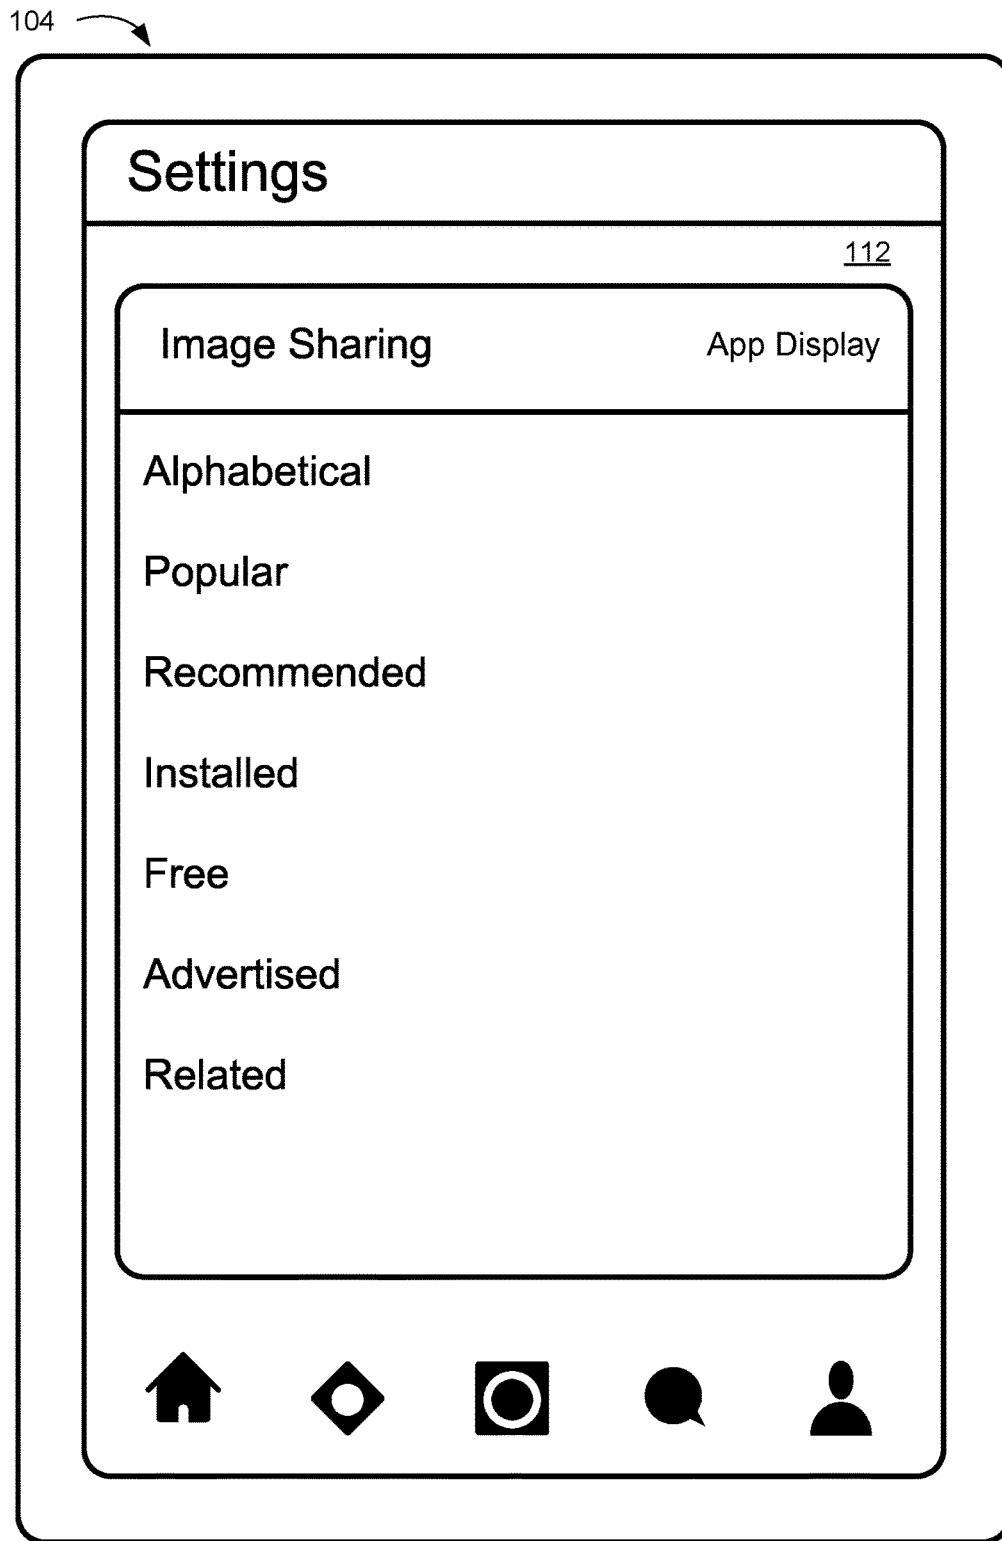 104
Settings
112
Image Sharing App Display
Alphabetical
Popular
Recommended
Installed
Free
Advertised
Related